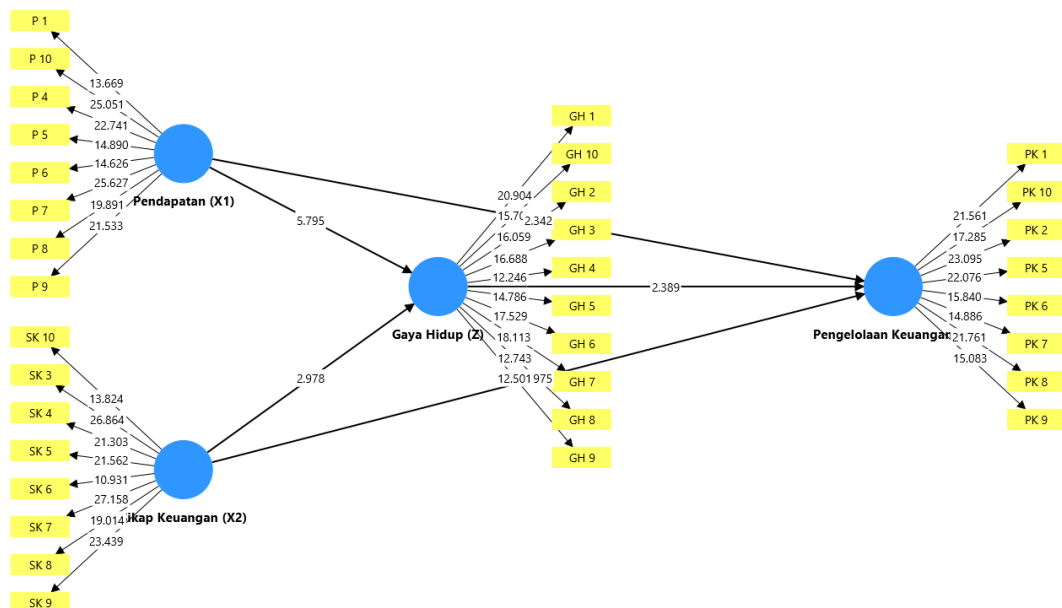 P 1
P 10
P 4
P 5
P 6
P 7
P 8
P 9
13.669
25.051
22.741
14.890
14.626
25.627
19.891
21.533
Pendapatan (X1)
SK 10
SK 3
SK 4
SK 5
SK 6
SK 7
SK 8
SK 9
13.824
26.864
21.303
21.562
10.931
27.158
19.014
23.439
ikap Keuangan (X2)
5.795
2.978
2.342
2.389
975
Gaya Hidup (Z)
20.904
15.70
16.059
16.688
12.246
14.786
17.529
18.113
12.743
12.501
GH 1
GH 10
GH 2
GH 3
GH 4
GH 5
GH 6
GH 7
GH 8
GH 9
Pengelolaan Keuangan
21.561
17.285
23.095
22.076
15.840
14.886
21.761
15.083
PK 1
PK 10
PK 2
PK 5
PK 6
PK 7
PK 8
PK 9